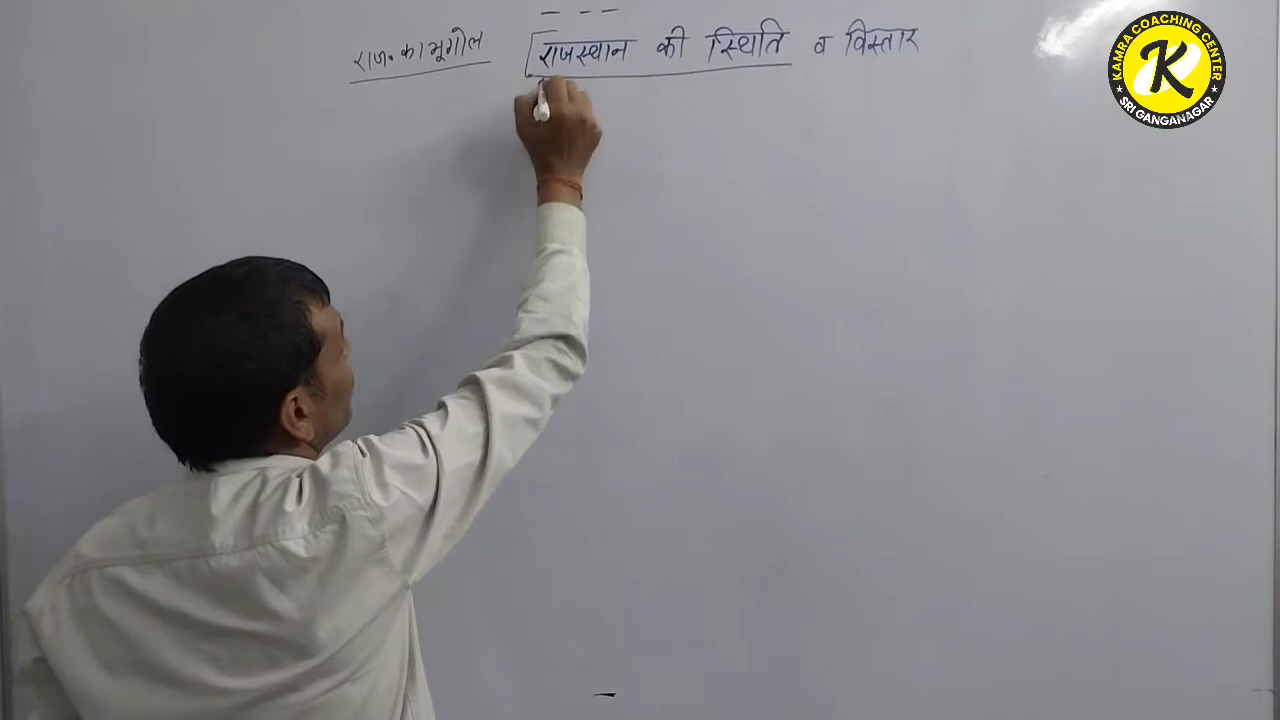 राज. का भूगोल
राजस्थान की स्थिति व विस्तार
KAMRA COACHING CENTER
K
SRI GANGANAGAR